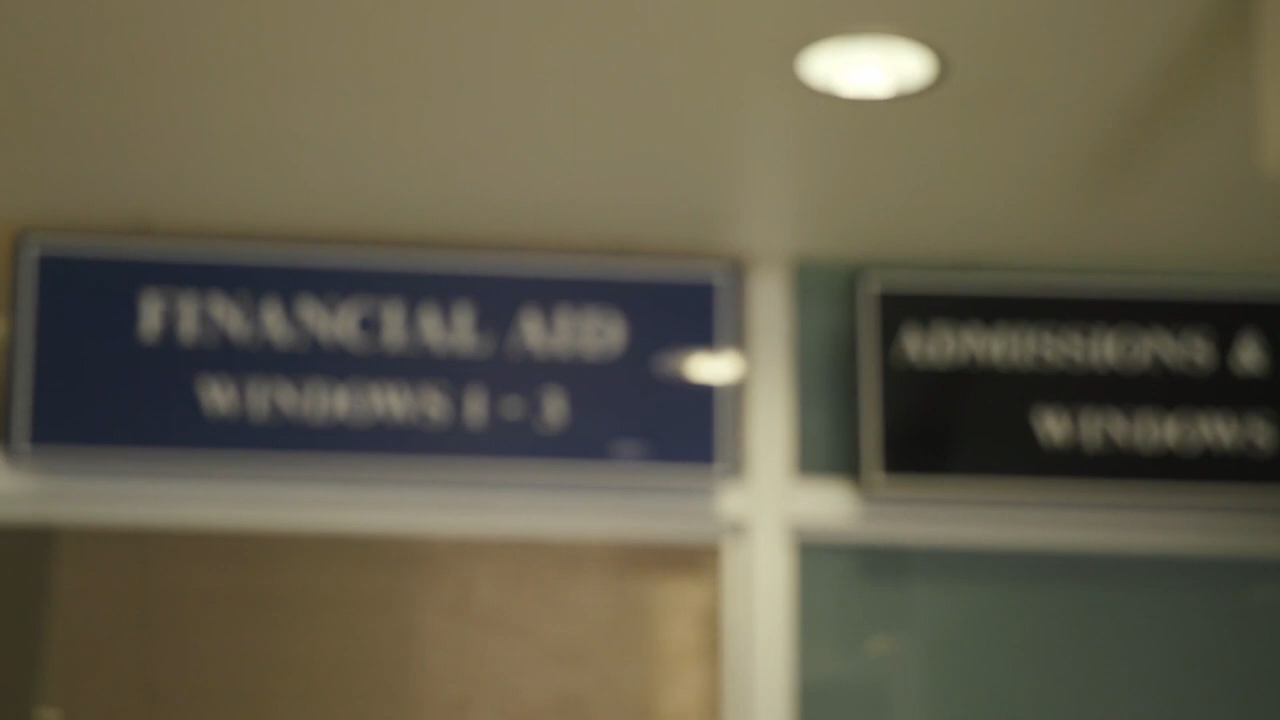 FINANCIAL AID
WINDOWS 1 - 3
ADMISSIONS &
WINDOWS